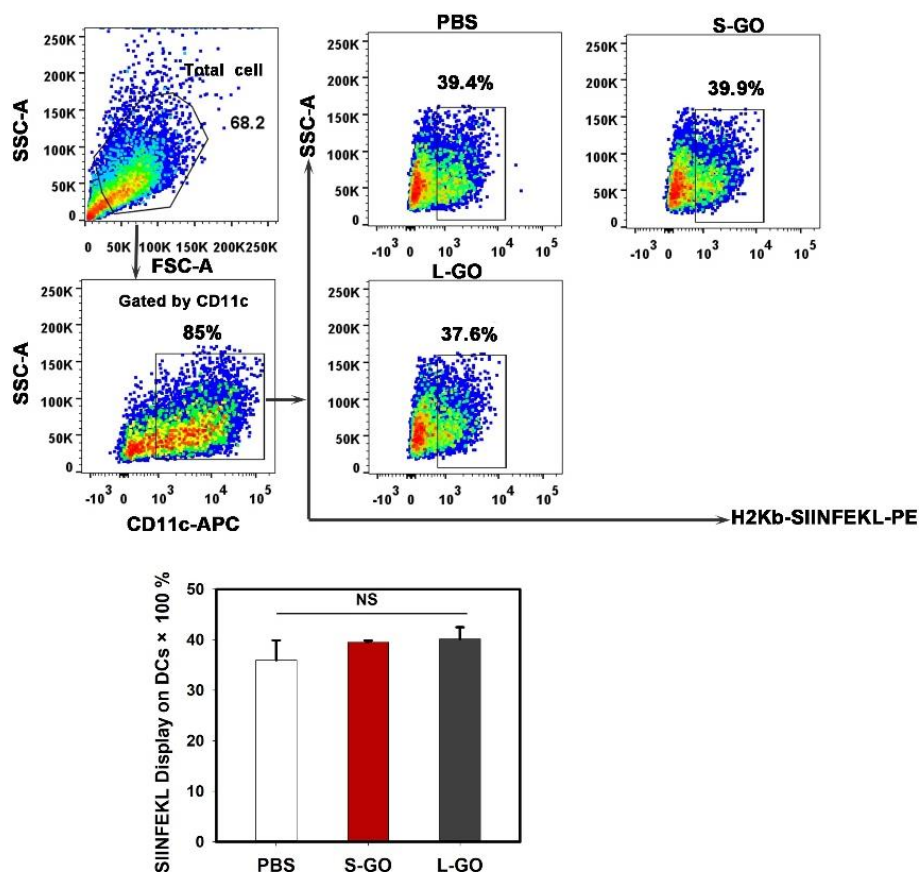 PBS
S-GO
SSC-A
250K
200K
150K
100K
50K
0
Total cell
68.2
0 50K 100K 150K 200K 250K
FSC-A
SSC-A
250K
200K
150K
100K
50K
0
39.4%
-10³ 0 10³ 10⁴ 10⁵
250K
200K
150K
100K
50K
0
39.9%
-10³ 0 10³ 10⁴ 10⁵
SSC-A
250K
200K
150K
100K
50K
0
Gated by CD11c
85%
-10³ 0 10³ 10⁴ 10⁵
CD11c-APC
L-GO
250K
200K
150K
100K
50K
0
37.6%
-10³ 0 10³ 10⁴ 10⁵
H2Kb-SIINFEKL-PE
SIINFEKL Display on DCs × 100 %
50
40
30
20
10
0
NS
PBS S-GO L-GO